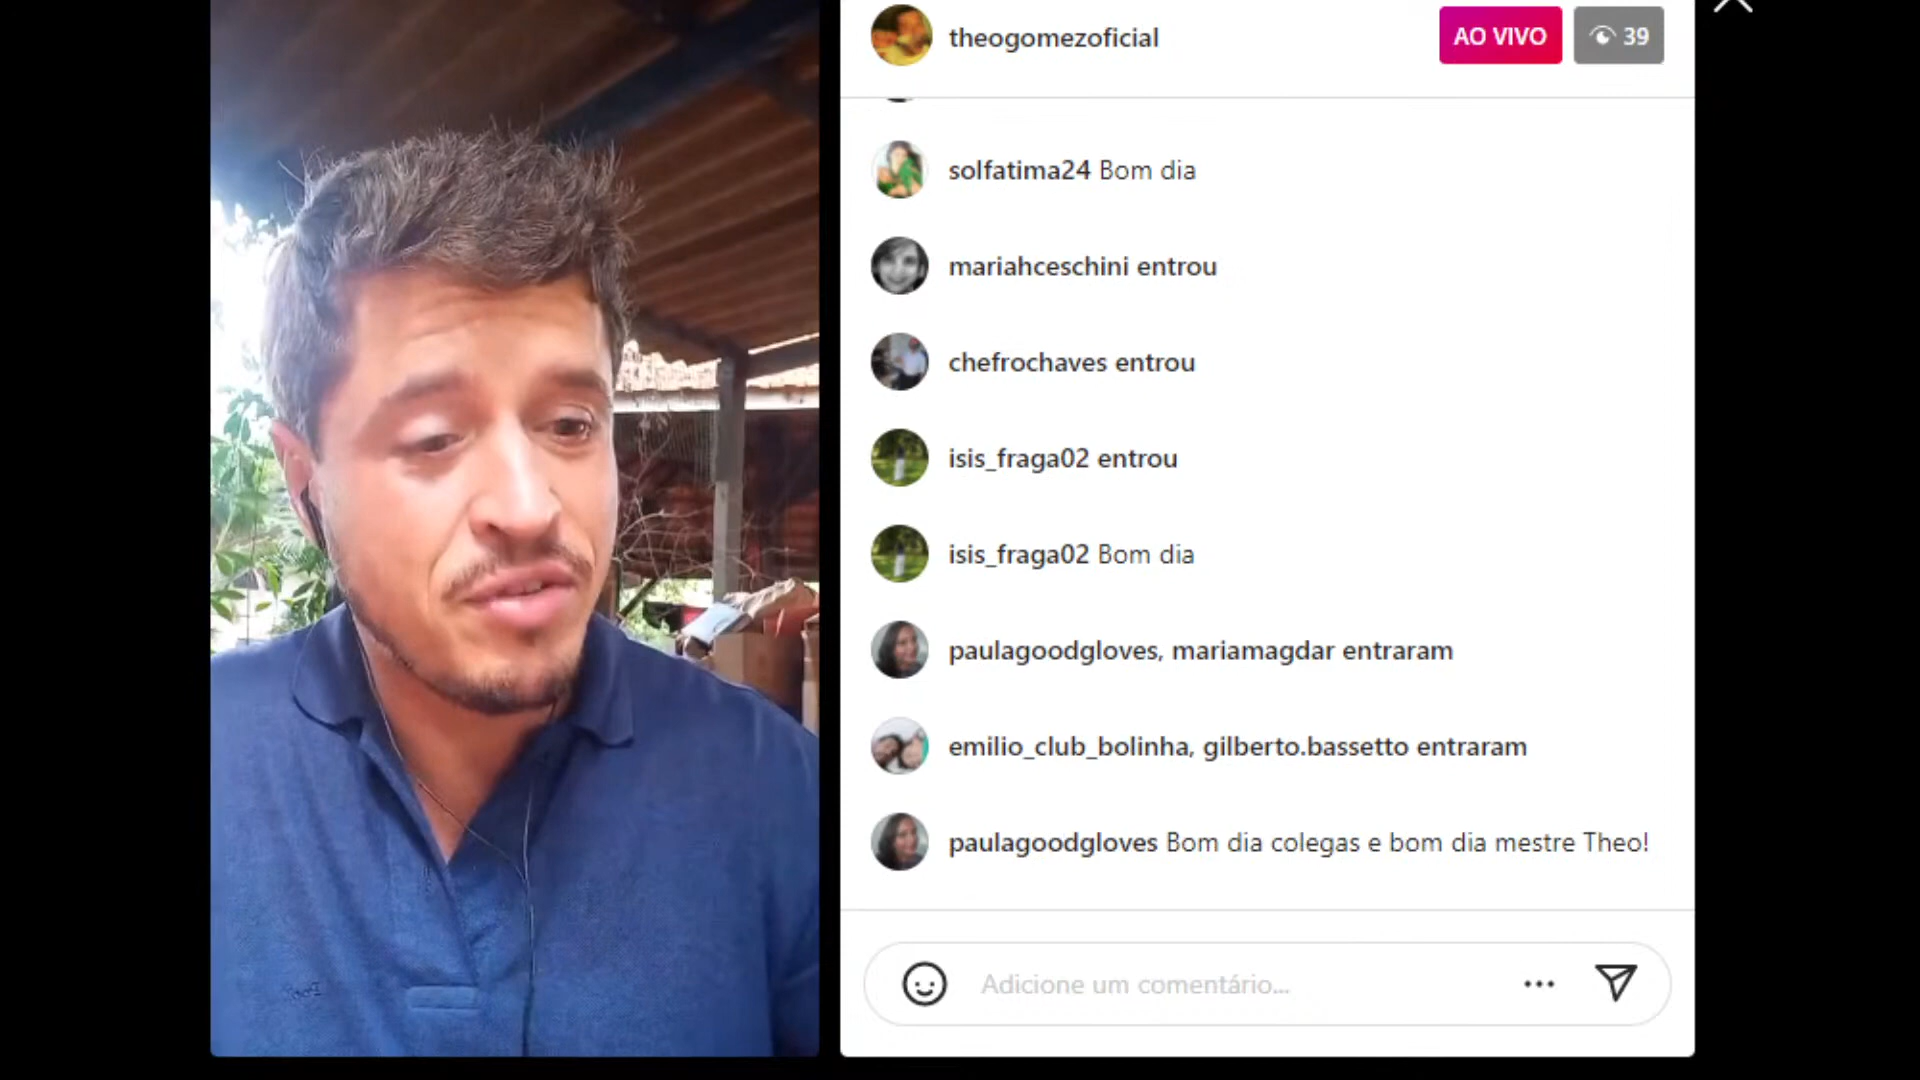 theogomezoficial
AO VIVO
39
solfatima24 Bom dia
mariahceschini entrou
chefrochaves entrou
isis_fraga02 entrou
isis_fraga02 Bom dia
paulagoodgloves, mariamagdar entraram
emilio_club_bolinha, gilberto.bassetto entraram
paulagoodgloves Bom dia colegas e bom dia mestre Theo!
Adicione um comentário...